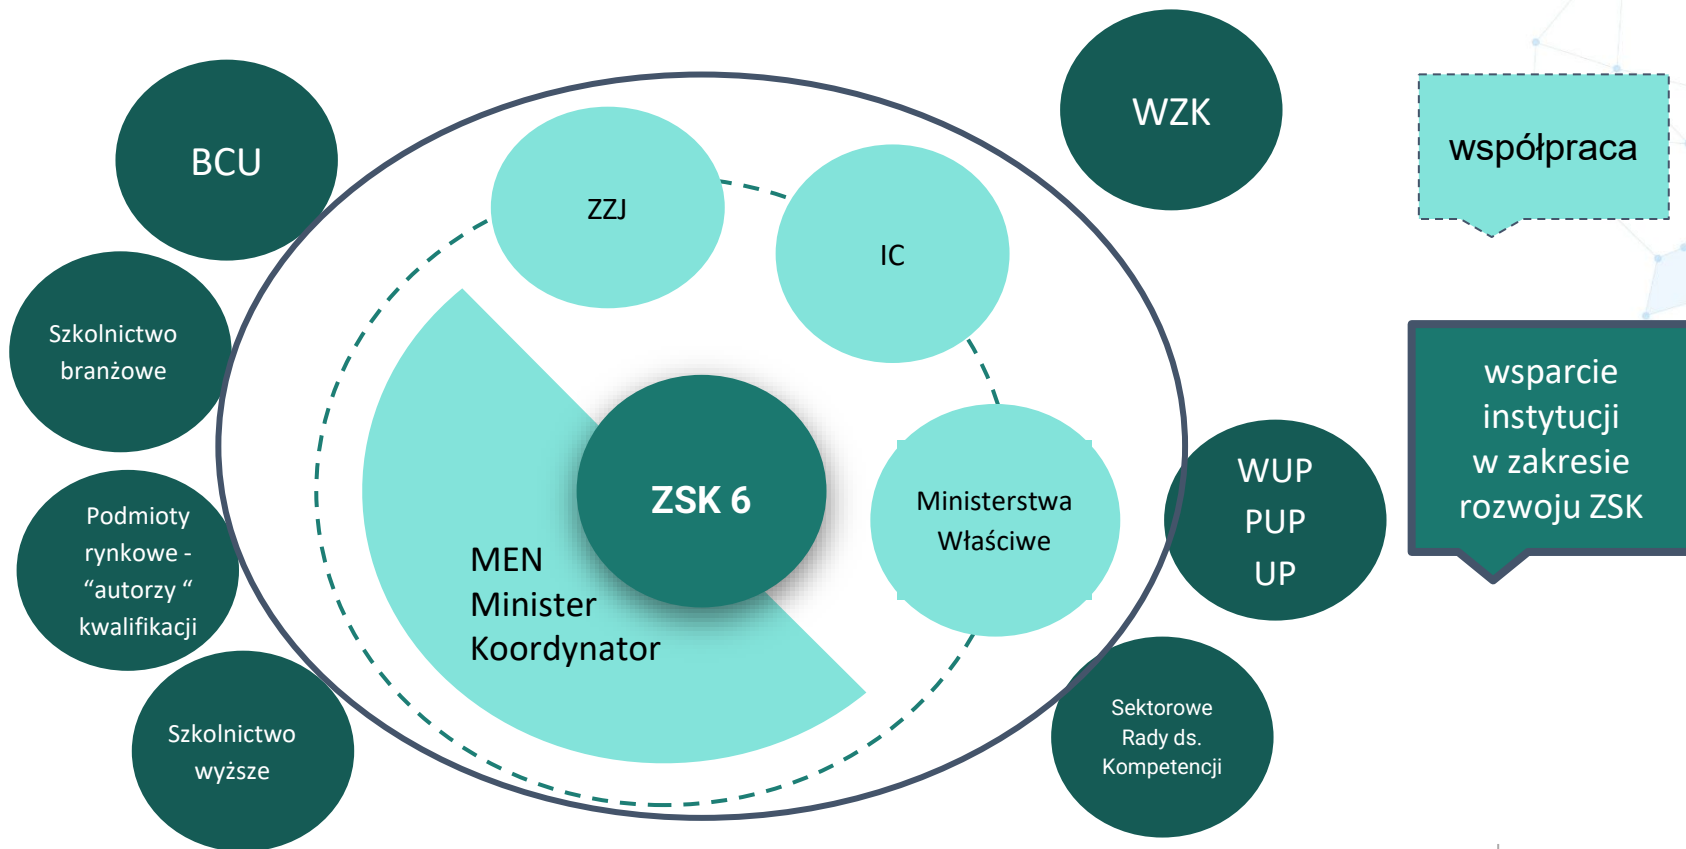 BCU
WZK
współpraca
ZZJ
IC
Szkolnictwo
branżowe
wsparcie
instytucji
w zakresie
rozwoju ZSK
ZSK 6
Ministerstwa
Właściwe
WUP
PUP
UP
Podmioty
rynkowe -
“autorzy “
kwalifikacji
MEN
Minister
Koordynator
Szkolnictwo
wyższe
Sektorowe
Rady ds.
Kompetencji